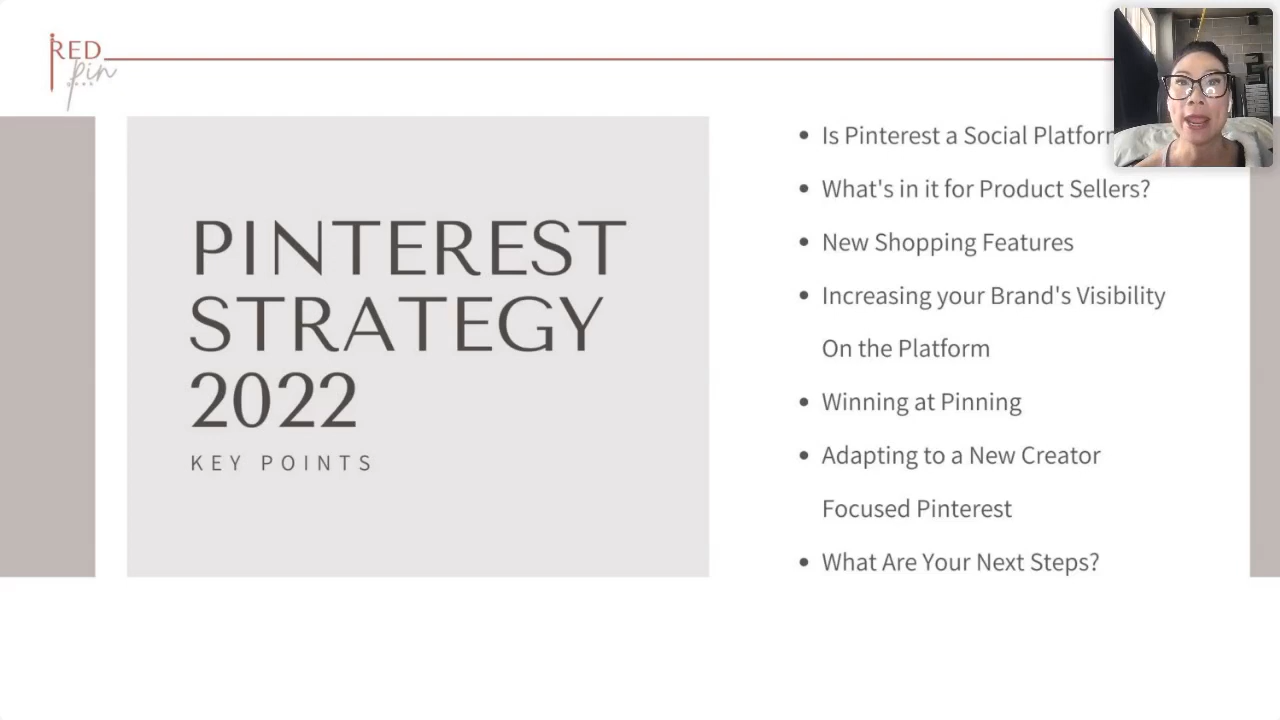 RED
pin
PINTEREST
STRATEGY
2022
KEY POINTS
• Is Pinterest a Social
• What's in it for Product Sellers?
• New Shopping Features
• Increasing your Brand's Visibility
On the Platform
• Winning at Pinning
• Adapting to a New Creator
Focused Pinterest
• What Are Your Next Steps?